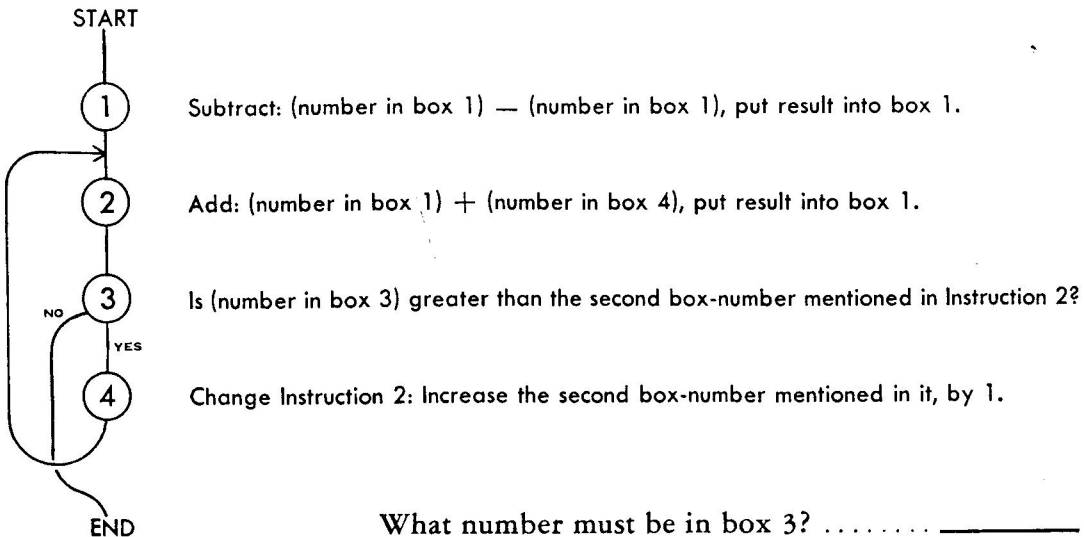 START
1 Subtract: (number in box 1) — (number in box 1), put result into box 1.
2 Add: (number in box 1) + (number in box 4), put result into box 1.
3 Is (number in box 3) greater than the second box-number mentioned in Instruction 2?
NO
YES
4 Change Instruction 2: Increase the second box-number mentioned in it, by 1.
END
What number must be in box 3? ........ ________